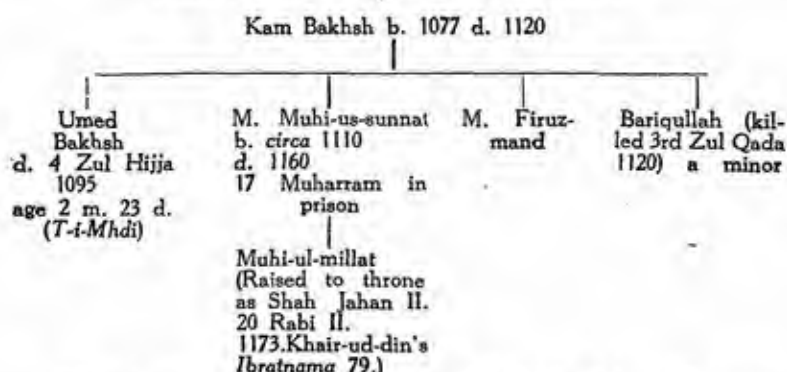 Kam Bakhsh b. 1077 d. 1120
Umed
Bakhsh
d. 4 Zul Hijja
1095
age 2 m. 23 d.
(T-i-Mhdi)
M. Muhi-us-sunnat
b. circa 1110
d. 1160
17 Muharram in
prison
Muhi-ul-millat
(Raised to throne
as Shah Jahan II.
20 Rabi II.
1173.Khair-ud-din's
Ibratnama 79.)
M. Firuz-
mand
Bariqullah (kil-
led 3rd Zul Qada
1120) a minor